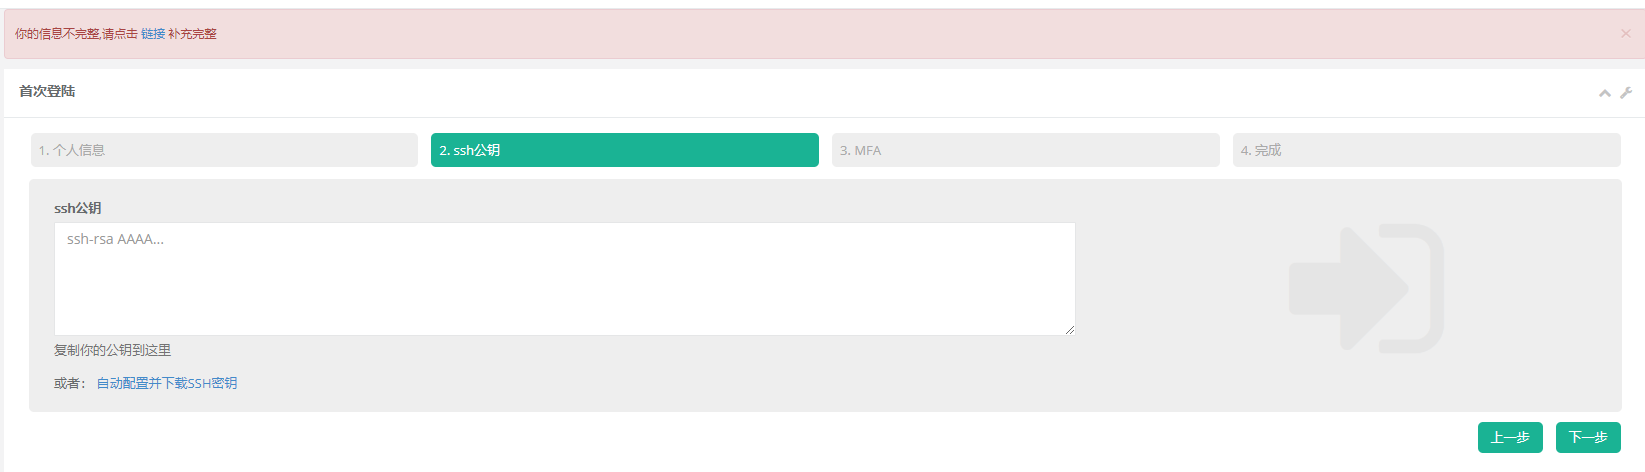 你的信息不完整,请点击 链接 补充完整
×
首次登陆
1. 个人信息
2. ssh公钥
3. MFA
4. 完成
ssh公钥
ssh-rsa AAAA...
复制你的公钥到这里
或者： 自动配置并下载SSH密钥
上一步 下一步